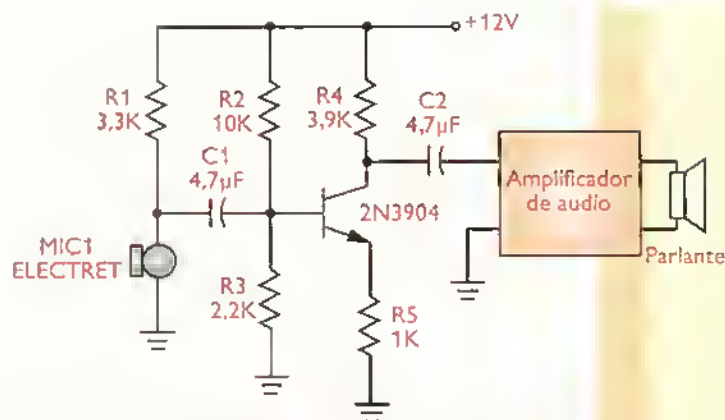 +12V
R1
3,3K
R2
10K
R4
3,9K
C2
4,7µF
C1
4,7µF
Amplificador
de audio
2N3904
Parlante
MIC1
ELECTRET
R3
2,2K
R5
1K